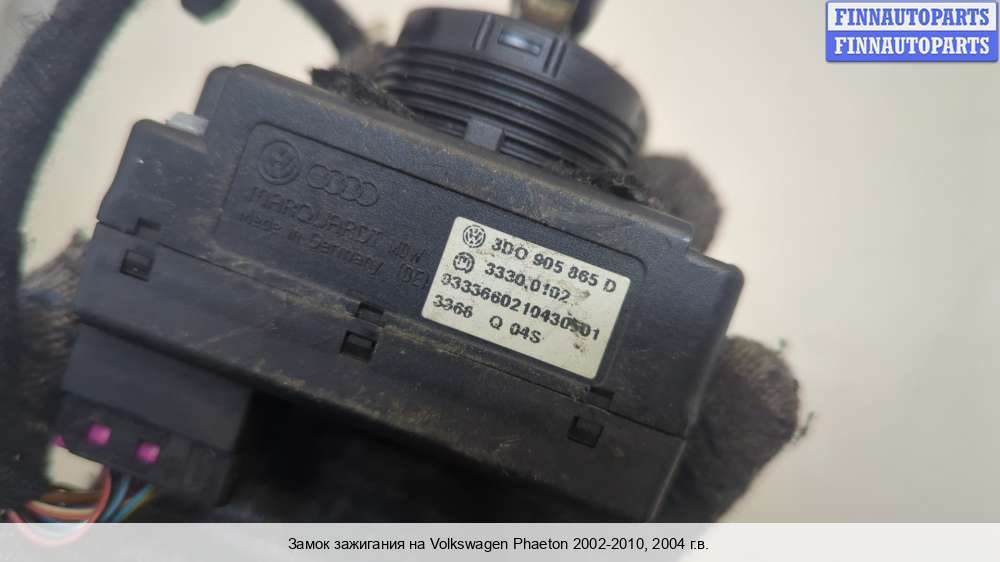 FINNAUTOPARTS
FINNAUTOPARTS
MARQUARDT
Made in Germany
3D0 905 865 D
3330.0102
0333660210430501
3366 Q 04S
Замок зажигания на Volkswagen Phaeton 2002-2010, 2004 г.в.